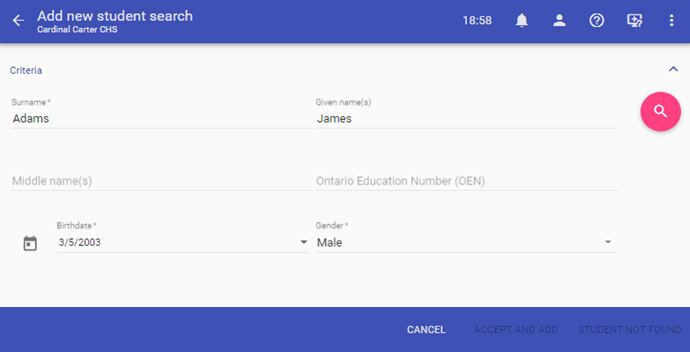 Add new student search
Cardinal Carter CHS
18:58
Criteria
Surname *
Given name(s)
Adams
James
Middle name(s)
Ontario Education Number (OEN)
Birthdate *
Gender *
3/5/2003
Male
CANCEL
ACCEPT AND ADD
STUDENT NOT FOUND